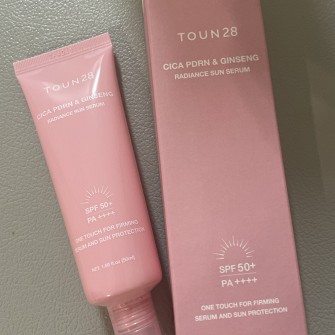 TOUN28
CICA PDRN & GINSENG
RADIANCE SUN SERUM
SPF 50+
PA ++++
ONE TOUCH FOR FIRMING
SERUM AND SUN PROTECTION
TOUN28
CICA PDRN & GINSENG
RADIANCE SUN SERUM
SPF 50+
PA ++++
ONE TOUCH FOR FIRMING
SERUM AND SUN PROTECTION